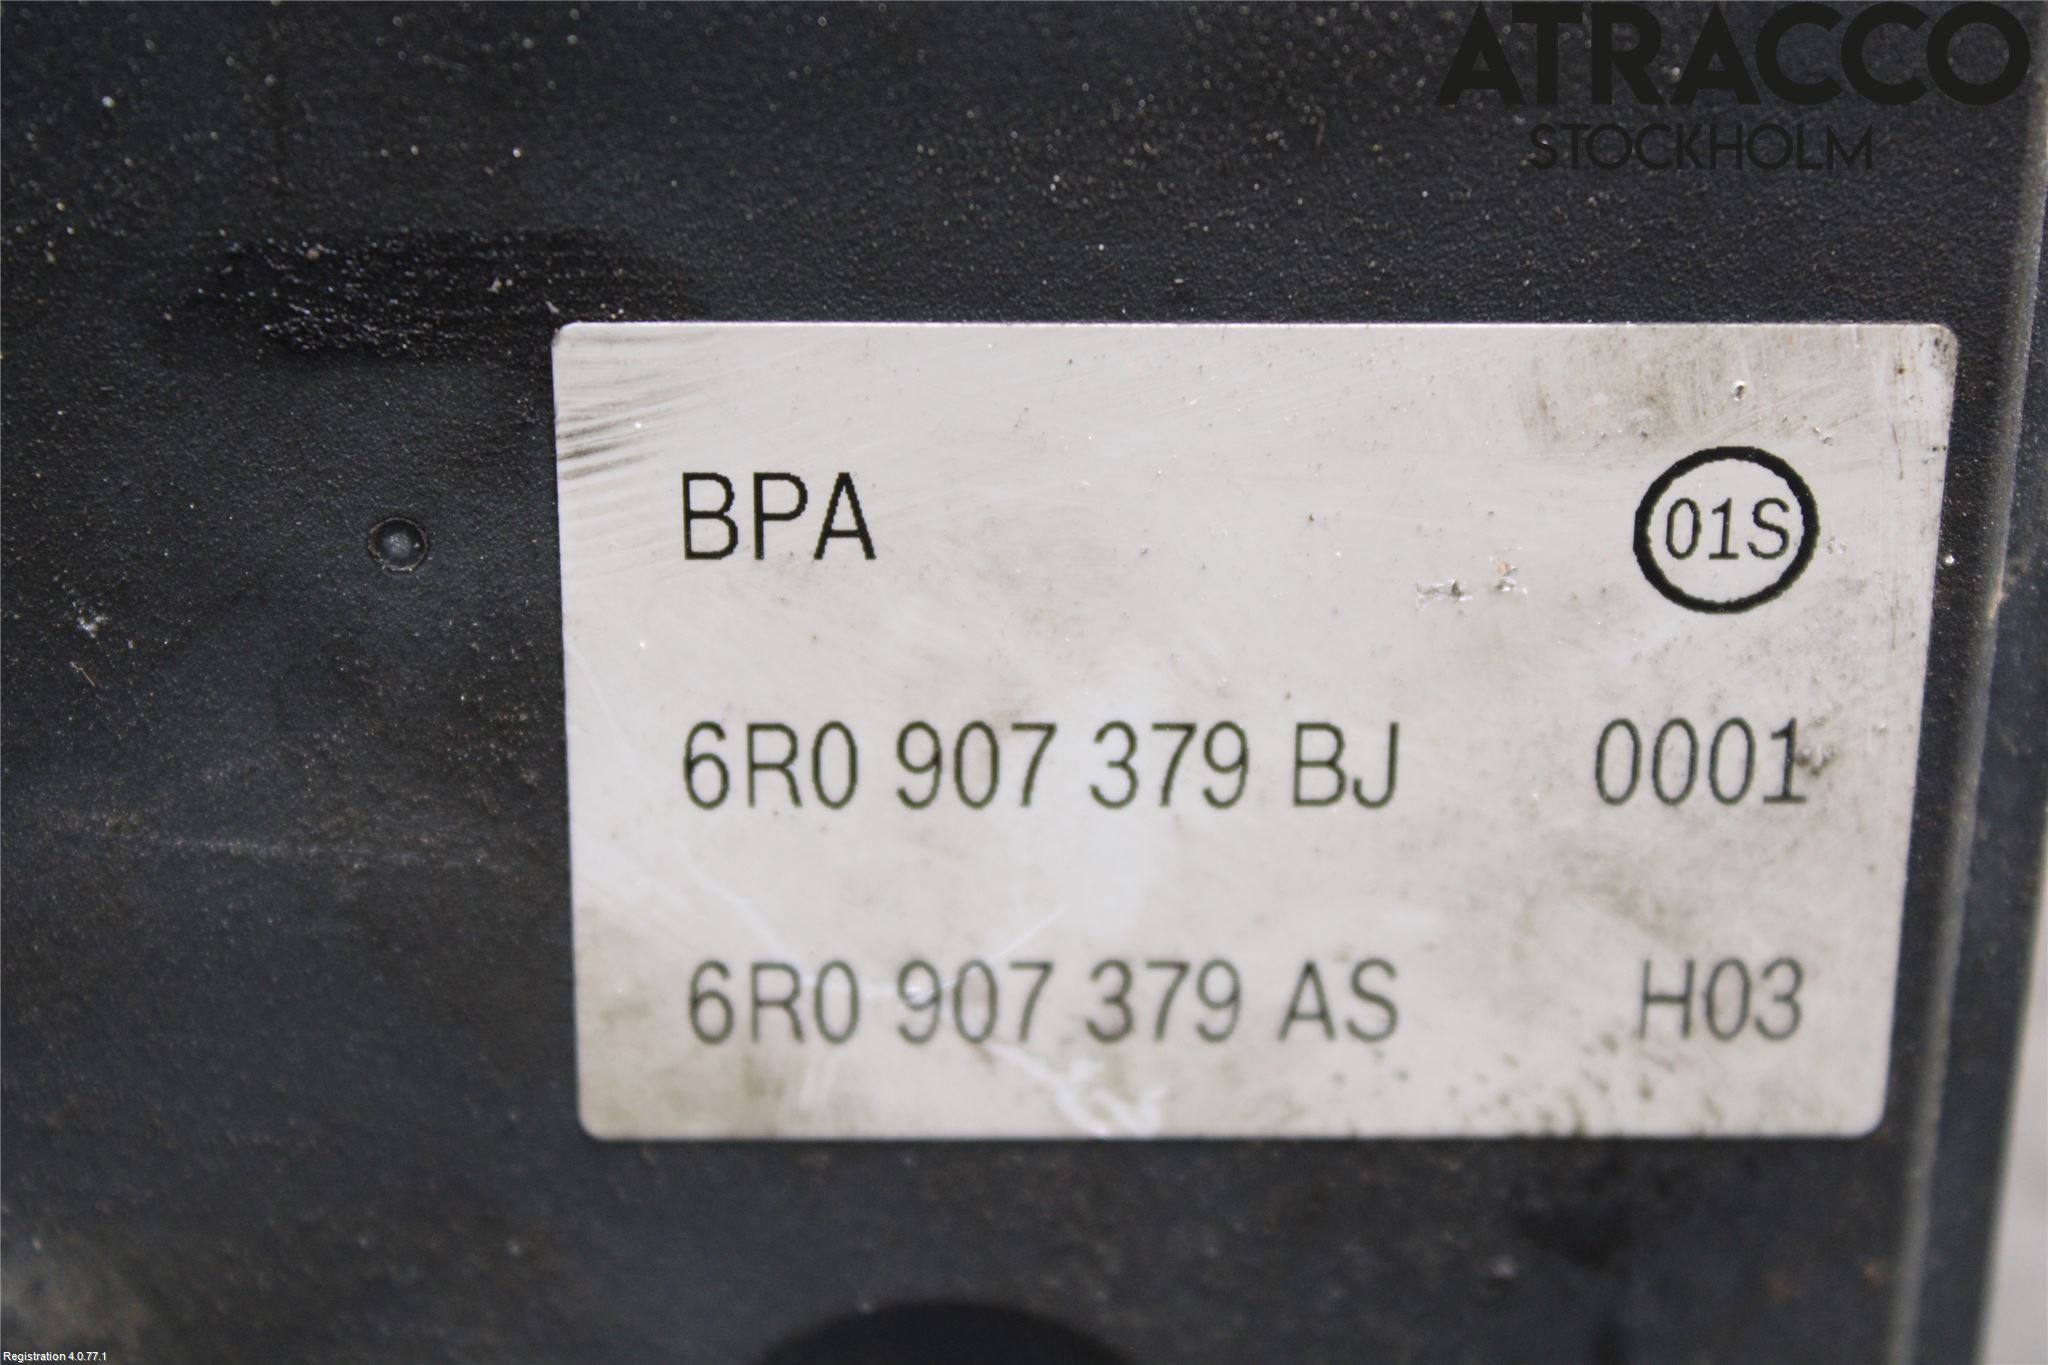 ATRACCO
STOCKHOLM
BPA 01S
6R0 907 379 BJ 0001
6R0 907 379 AS H03
Registration 4.0.77.1